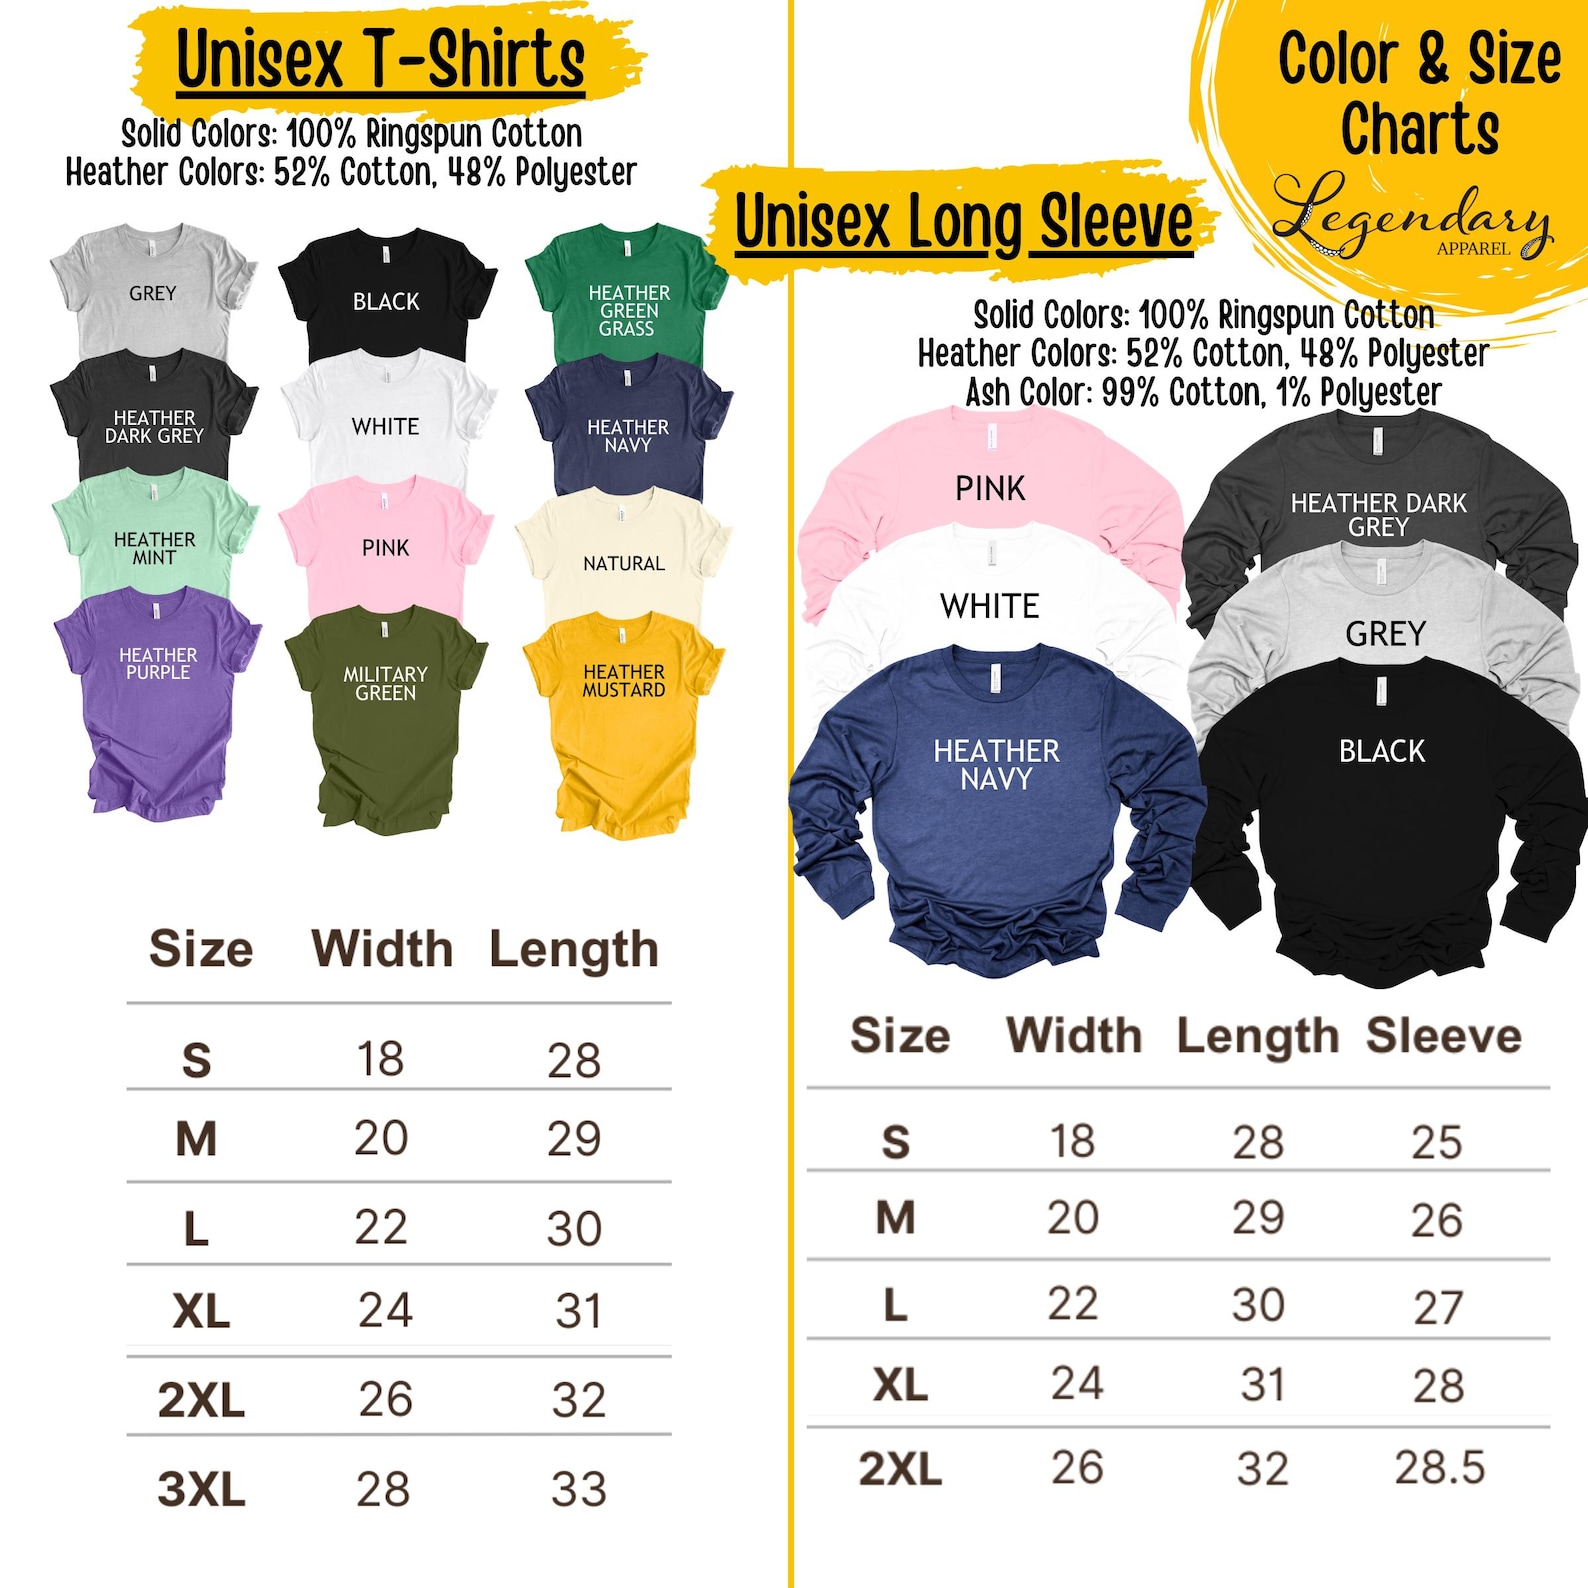 Unisex T-Shirts
Solid Colors: 100% Ringspun Cotton
Heather Colors: 52% Cotton, 48% Polyester
GREY
BLACK
HEATHER
GREEN
GRASS
HEATHER
DARK GREY
WHITE
HEATHER
NAVY
HEATHER
MINT
PINK
NATURAL
HEATHER
PURPLE
MILITARY
GREEN
HEATHER
MUSTARD
Size Width Length
S 18 28
M 20 29
L 22 30
XL 24 31
2XL 26 32
3XL 28 33
Color & Size
Charts
Legendary
APPAREL
Unisex Long Sleeve
Solid Colors: 100% Ringspun Cotton
Heather Colors: 52% Cotton, 48% Polyester
Ash Color: 99% Cotton, 1% Polyester
PINK
HEATHER DARK
GREY
WHITE
GREY
HEATHER
NAVY
BLACK
Size Width Length Sleeve
S 18 28 25
M 20 29 26
L 22 30 27
XL 24 31 28
2XL 26 32 28.5